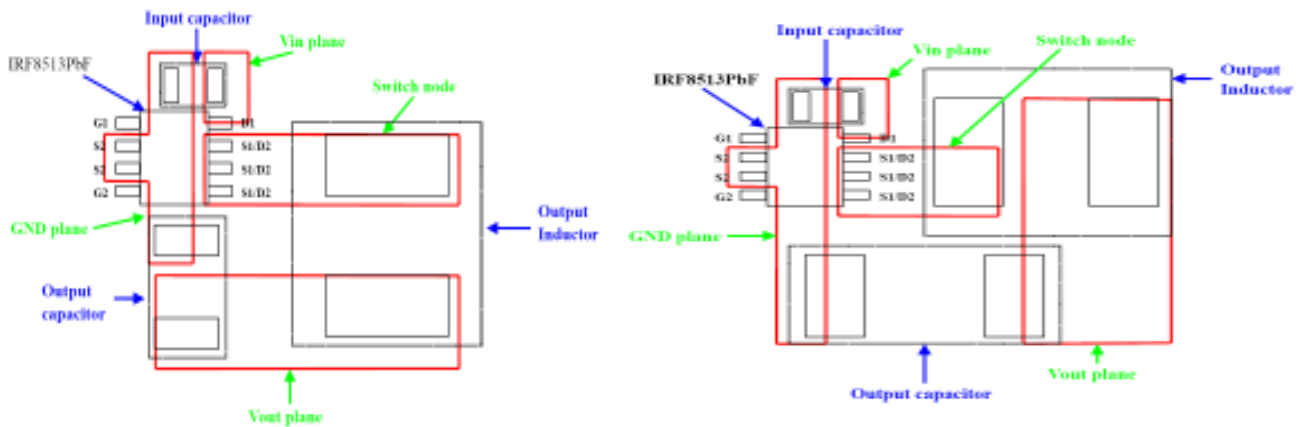 Input capacitor
Vin plane
IRF8513PbF
Switch node
G1
S2
S2
G2
D1
S1/D2
S1/D2
S1/D2
GND plane
Output
Inductor
Output
capacitor
Vout plane
Input capacitor
Vin plane
Switch node
IRF8513PbF
Output
Inductor
G1
S2
S2
G2
D1
S1/D2
S1/D2
S1/D2
GND plane
Vout plane
Output capacitor